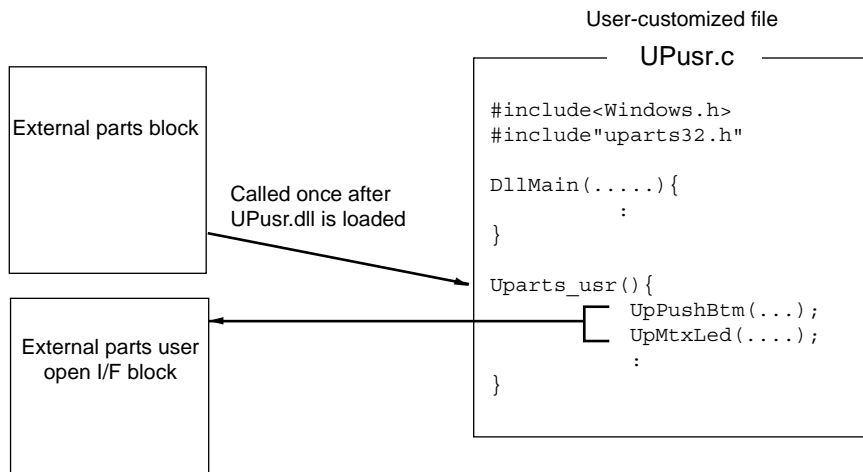 User-customized file
UPusr.c
External parts block
#include<Windows.h>
#include"uparts32.h"
DllMain(.....){
:
}
Called once after
UPusr.dll is loaded
Uparts_usr(){
UpPushBtm(...);
UpMtxLed(....);
:
}
External parts user
open I/F block